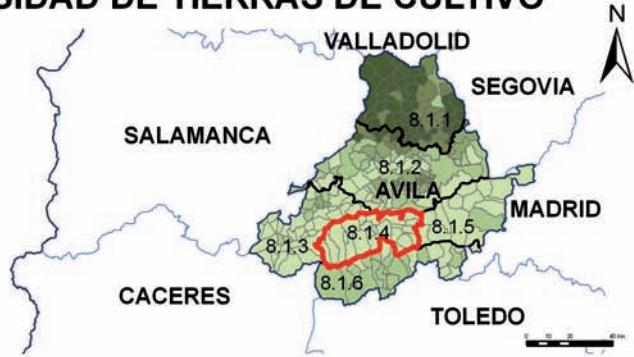 DE TIERRAS DE CULTIVO
N
VALLADOLID
SEGOVIA
8.1.1
SALAMANCA
8.1.2
AVILA
MADRID
8.1.4
8.1.5
8.1.3
8.1.6
CACERES
TOLEDO